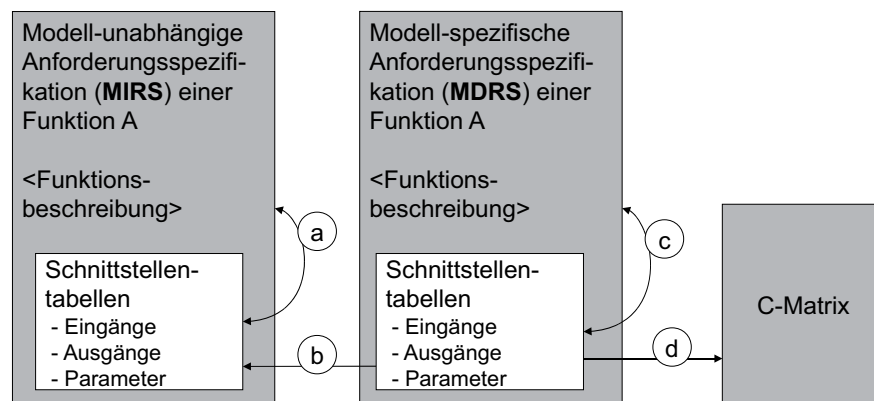 Modell-unabhängige
Anforderungsspezifi-
kation (MIRS) einer
Funktion A
<Funktions-
beschreibung>
Schnittstellen-
tabellen
- Eingänge
- Ausgänge
- Parameter
a
b
Modell-spezifische
Anforderungsspezifi-
kation (MDRS) einer
Funktion A
<Funktions-
beschreibung>
Schnittstellen-
tabellen
- Eingänge
- Ausgänge
- Parameter
c
d
C-Matrix